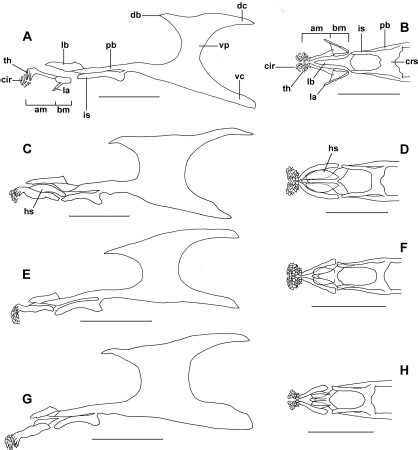 db
dc
A
lb
pb
vp
th
cir
la
is
vc
am
bm
am
bm
is
pb
B
cir
lb
th
la
crs
C
hs
hs
D
E
F
G
H